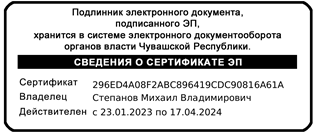 Подлинник электронного документа,
подписанного ЭП,
хранится в системе электронного документооборота
органов власти Чувашской Республики.
СВЕДЕНИЯ О СЕРТИФИКАТЕ ЭП
Сертификат 296ED4A08F2ABC896419CDC90816A61A
Владелец Степанов Михаил Владимирович
Действителен с 23.01.2023 по 17.04.2024